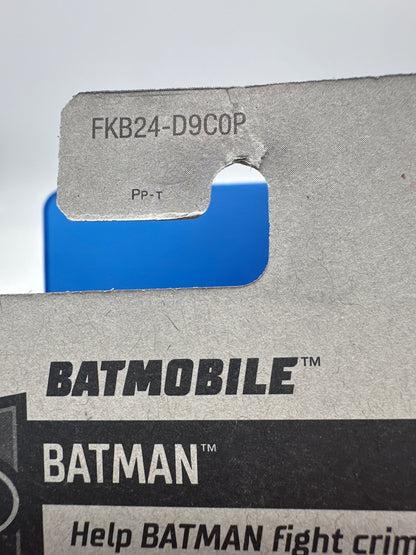 FKB24-D9C0P
PP-T
BATMOBILE™
BATMAN™
Help BATMAN fight crim